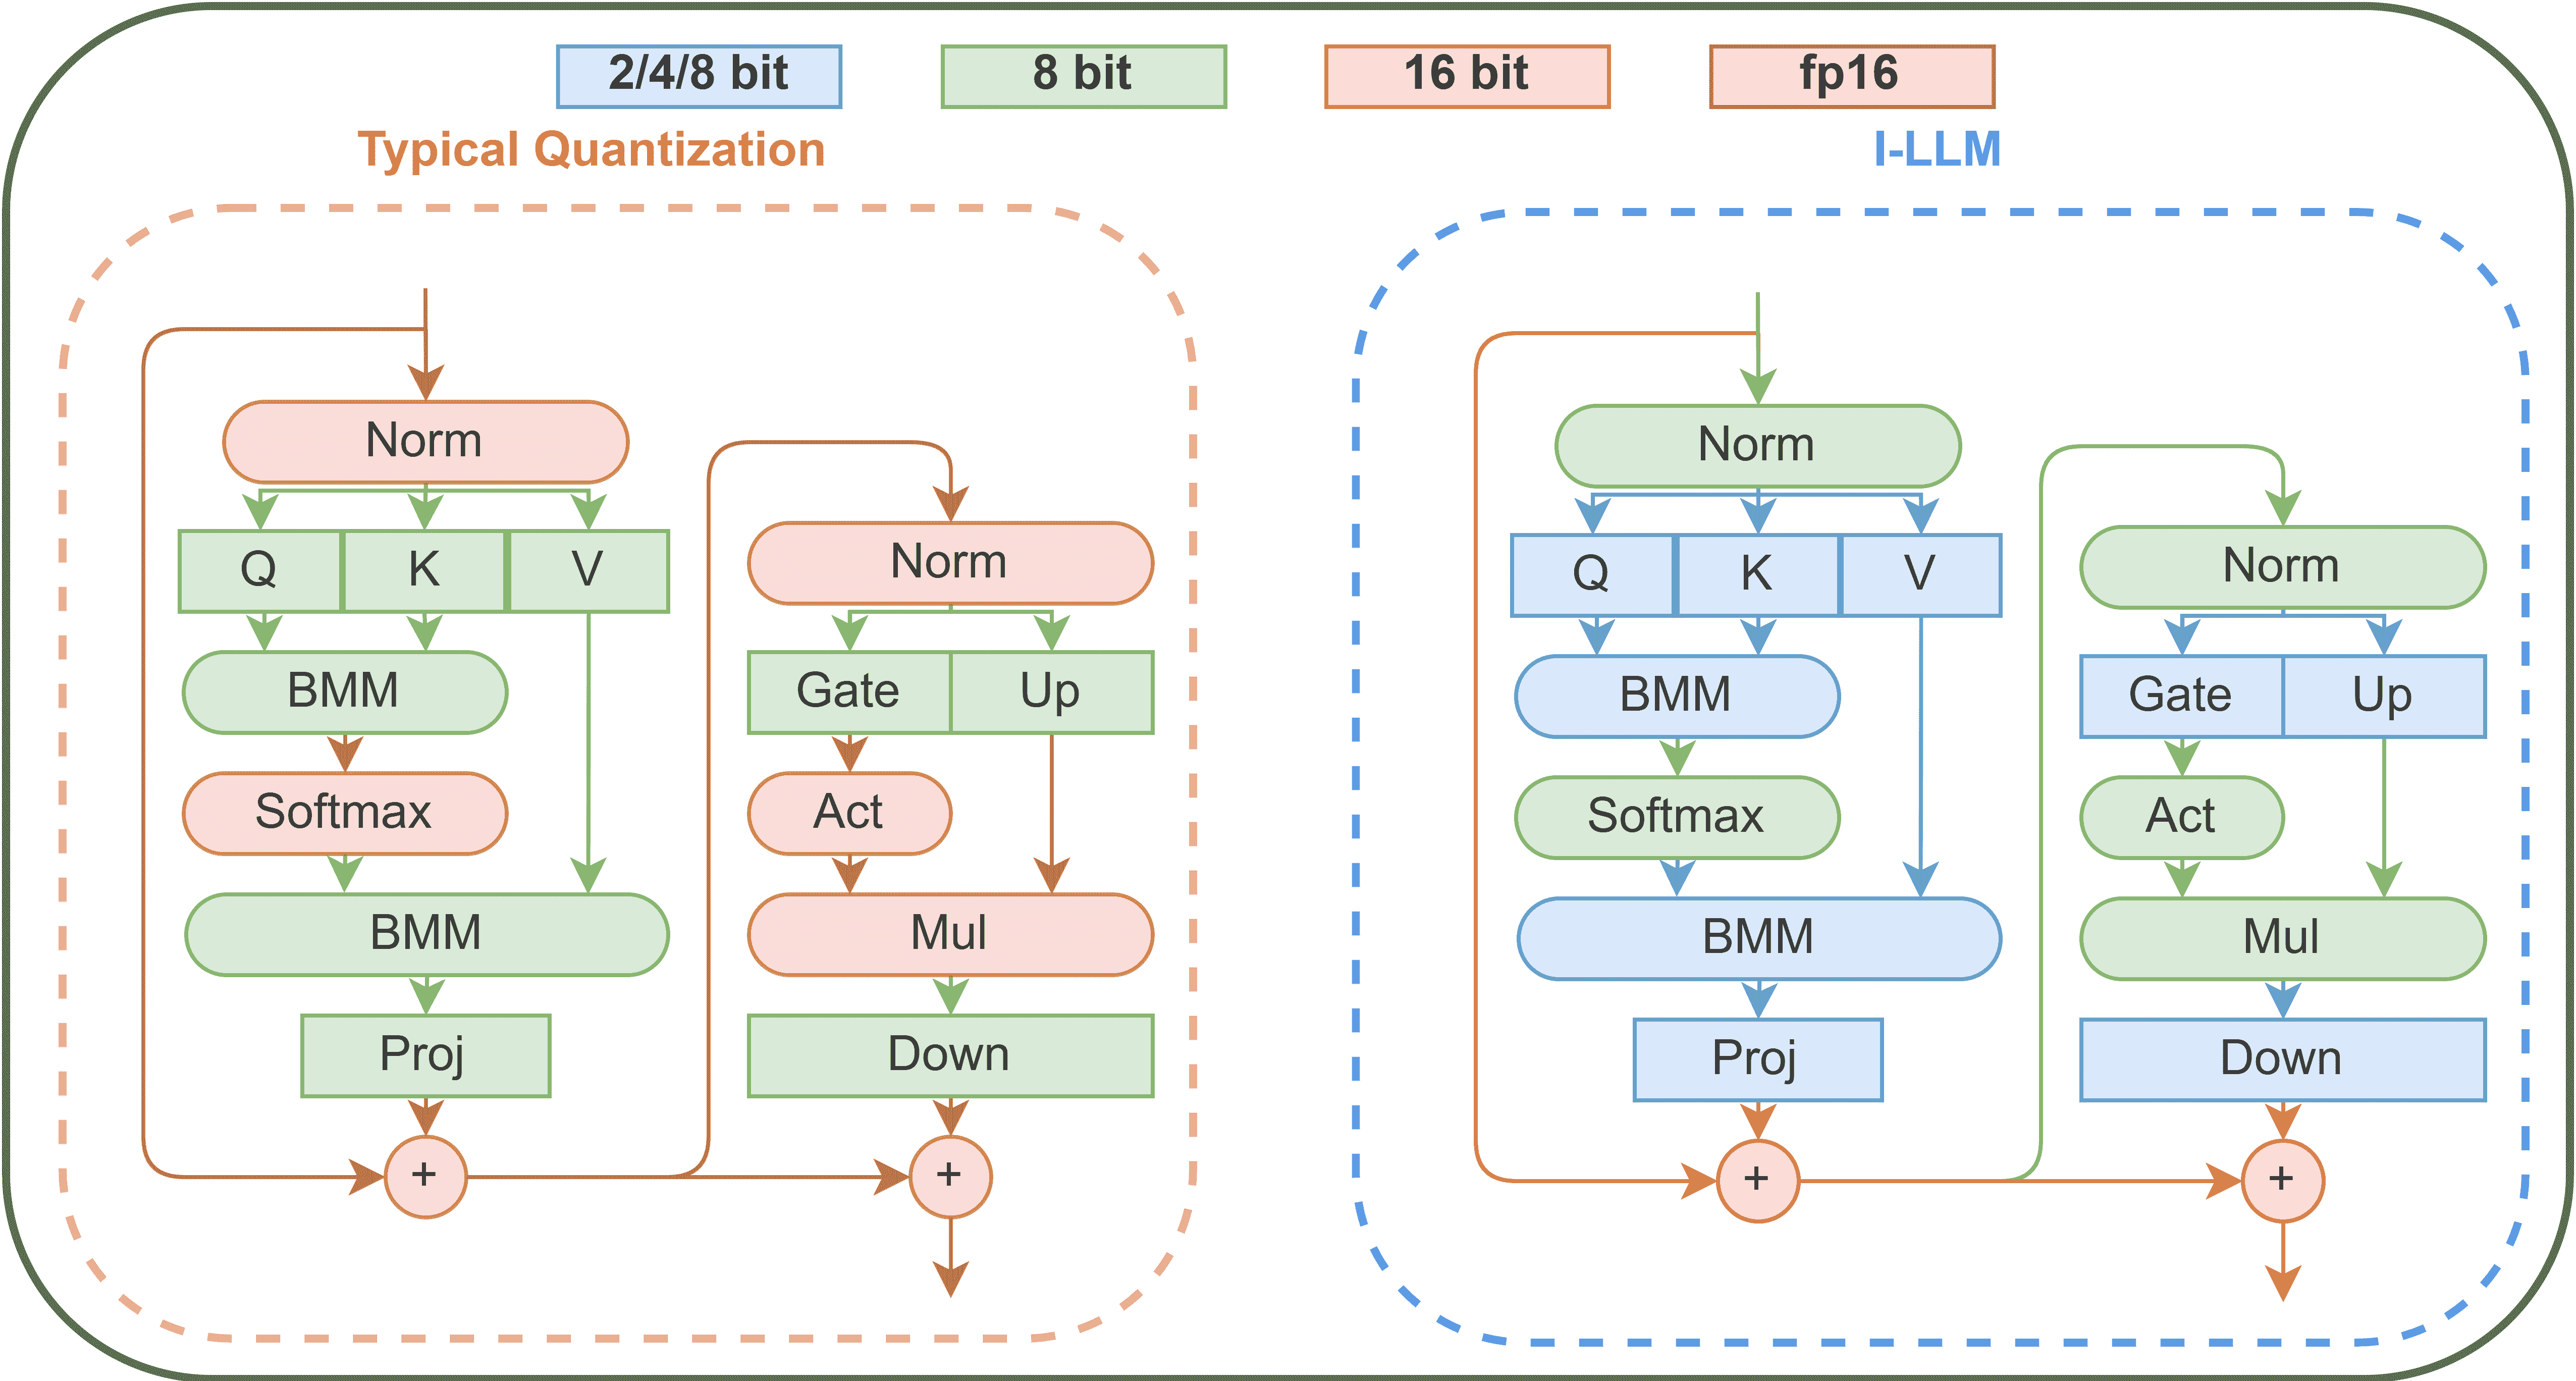 2/4/8 bit
8 bit
16 bit
fp16
Typical Quantization
Norm
Q K V
BMM
Softmax
BMM
Proj
+
Norm
Gate Up
Act
Mul
Down
+
I-LLM
Norm
Q K V
BMM
Softmax
BMM
Proj
+
Norm
Gate Up
Act
Mul
Down
+